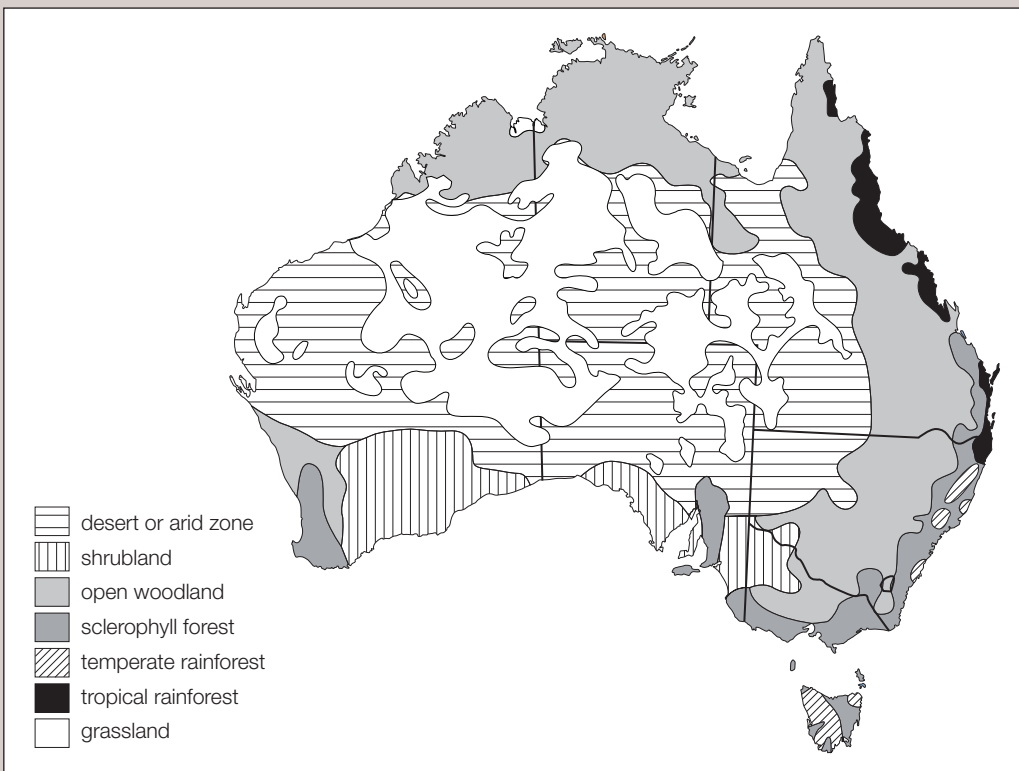 desert or arid zone
shrubland
open woodland
sclerophyll forest
temperate rainforest
tropical rainforest
grassland